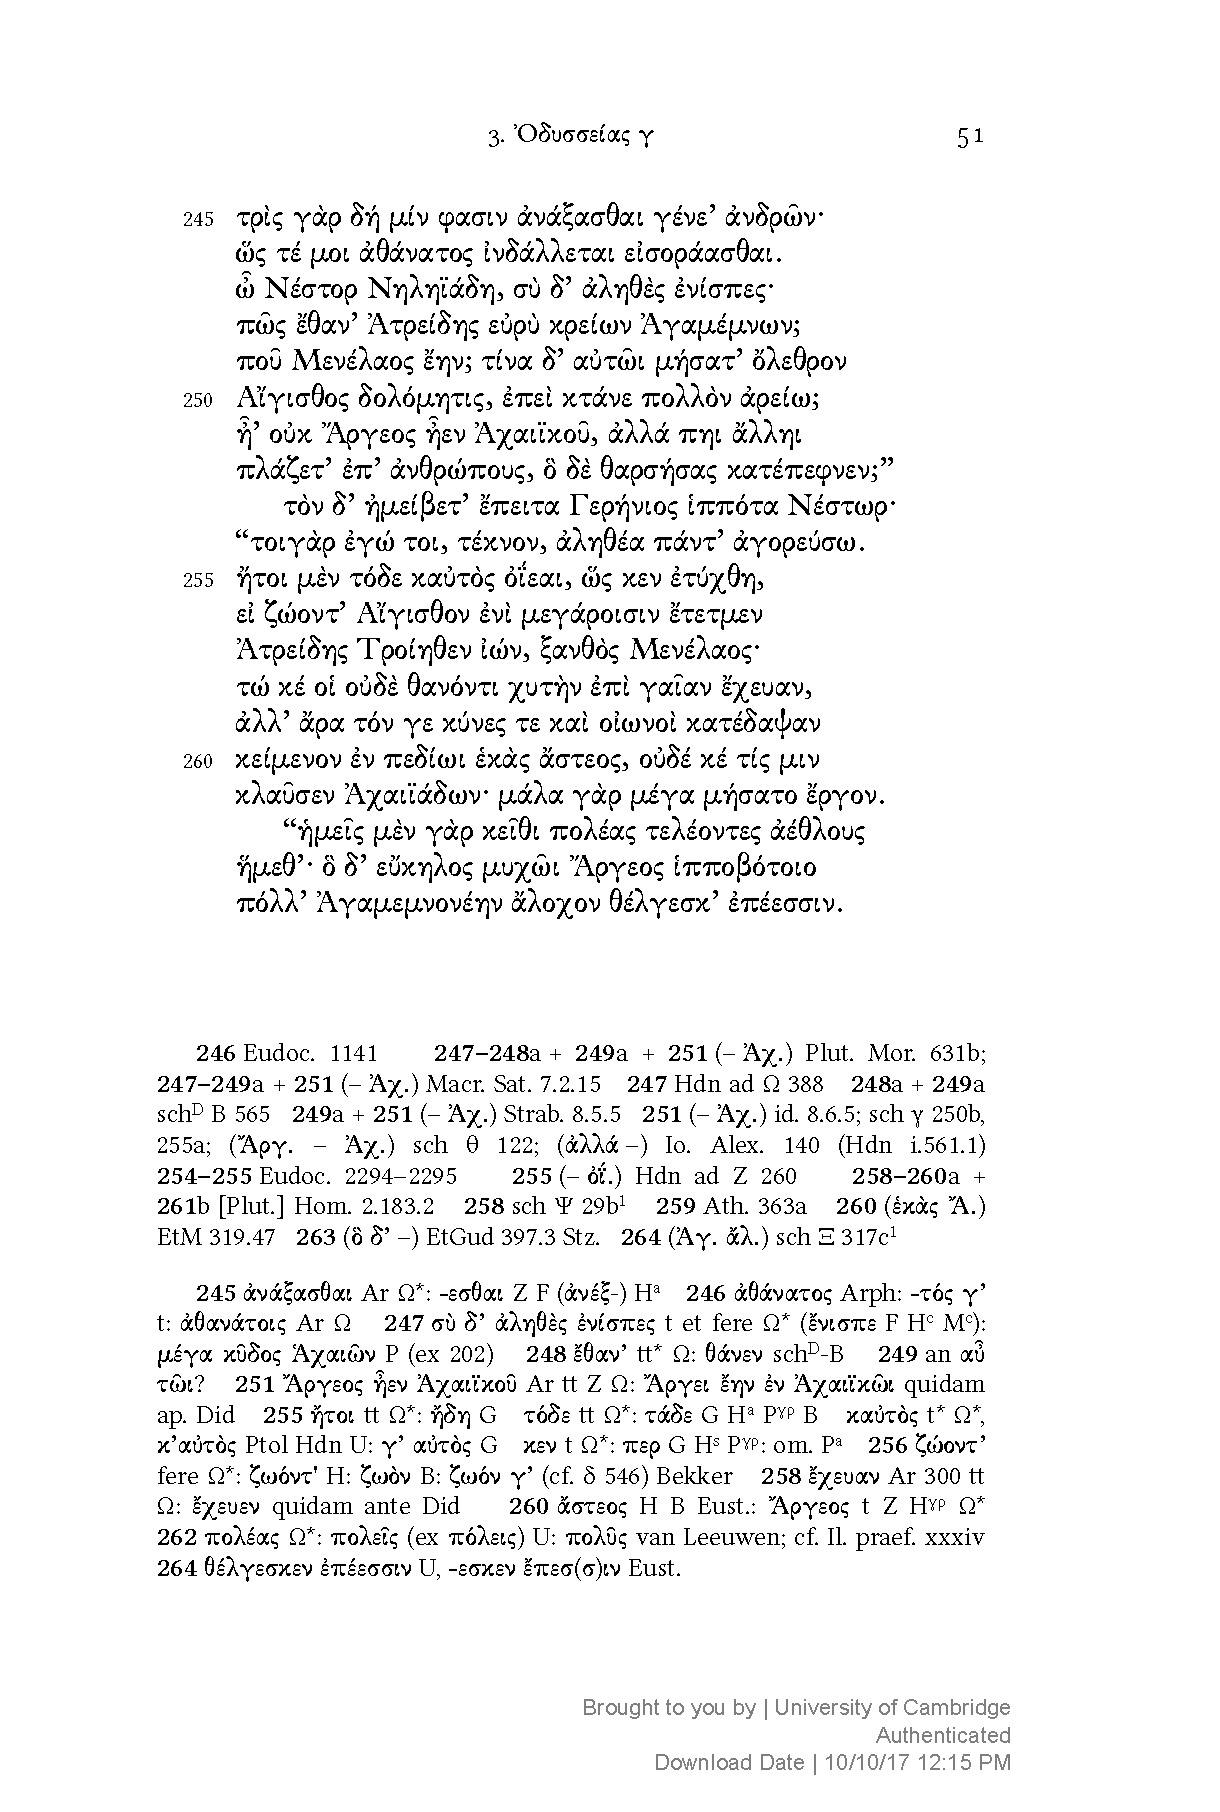 3. Ὀδυσσείας γ 51
245 τρὶς γὰρ δή μίν φασιν ἀνάξασθαι γένε’ ἀνδρῶν·
ὥς τέ μοι ἀθάνατος ἰνδάλλεται εἰσοράασθαι.
ὦ Νέστορ Νηληϊάδη, σὺ δ’ ἀληθὲς ἐνίσπες·
πῶς ἔθαν’ Ἀτρείδης εὐρὺ κρείων Ἀγαμέμνων;
ποῦ Μενέλαος ἔην; τίνα δ’ αὐτῶι μήσατ’ ὄλεθρον
250 Αἴγισθος δολόμητις, ἐπεὶ κτάνε πολλὸν ἀρείω;
ἦ’ οὐκ Ἄργεος ἦεν Ἀχαιϊκοῦ, ἀλλά πηι ἄλληι
πλάζετ’ ἐπ’ ἀνθρώπους, ὃ δὲ θαρσήσας κατέπεφνεν;”
τὸν δ’ ἠμείβετ’ ἔπειτα Γερήνιος ἱππότα Νέστωρ·
“τοιγὰρ ἐγώ τοι, τέκνον, ἀληθέα πάντ’ ἀγορεύσω.
255 ἤτοι μὲν τόδε καὐτὸς ὀΐεαι, ὥς κεν ἐτύχθη,
εἰ ζώοντ’ Αἴγισθον ἐνὶ μεγάροισιν ἔτετμεν
Ἀτρείδης Τροίηθεν ἰών, ξανθὸς Μενέλαος·
τώ κέ οἱ οὐδὲ θανόντι χυτὴν ἐπὶ γαῖαν ἔχευαν,
ἀλλ’ ἄρα τόν γε κύνες τε καὶ οἰωνοὶ κατέδαψαν
260 κείμενον ἐν πεδίωι ἑκὰς ἄστεος, οὐδέ κέ τίς μιν
κλαῦσεν Ἀχαιϊάδων· μάλα γὰρ μέγα μήσατο ἔργον.
“ἡμεῖς μὲν γὰρ κεῖθι πολέας τελέοντες ἀέθλους
ἥμεθ’· ὃ δ’ εὔκηλος μυχῶι Ἄργεος ἱπποβότοιο
πόλλ’ Ἀγαμεμνονέην ἄλοχον θέλγεσκ’ ἐπέεσσιν.
246 Eudoc. 1141 247–248a + 249a + 251 (– Ἀχ.) Plut. Mor. 631b;
247–249a + 251 (– Ἀχ.) Macr. Sat. 7.2.15 247 Hdn ad Ω 388 248a + 249a
schᴰ B 565 249a + 251 (– Ἀχ.) Strab. 8.5.5 251 (– Ἀχ.) id. 8.6.5; sch γ 250b,
255a; (Ἄργ. – Ἀχ.) sch θ 122; (ἀλλά –) Io. Alex. 140 (Hdn i.561.1)
254–255 Eudoc. 2294–2295 255 (– ὀΐ.) Hdn ad Ζ 260 258–260a +
261b [Plut.] Hom. 2.183.2 258 sch Ψ 29b¹ 259 Ath. 363a 260 (ἑκὰς Ἄ.)
EtM 319.47 263 (ὃ δ’ –) EtGud 397.3 Stz. 264 (Ἀγ. ἄλ.) sch Ξ 317c¹
245 ἀνάξασθαι Ar Ω*: -εσθαι Z F (ἀνέξ-) Hᵃ 246 ἀθάνατος Arph: -τός γ’
t: ἀθανάτοις Ar Ω 247 σὺ δ’ ἀληθὲς ἐνίσπες t et fere Ω* (ἔνισπε F Hᶜ Mᶜ):
μέγα κῦδος Ἀχαιῶν P (ex 202) 248 ἔθαν’ tt* Ω: θάνεν schᴰ-B 249 an αὖ
τῶι? 251 Ἄργεος ἦεν Ἀχαιϊκοῦ Ar tt Z Ω: Ἄργει ἔην ἐν Ἀχαιϊκῶι quidam
ap. Did 255 ἤτοι tt Ω*: ἤδη G τόδε tt Ω*: τάδε G Hᵃ Pᵞᵖ B καὐτὸς t* Ω*,
κ’αὐτὸς Ptol Hdn U: γ’ αὐτὸς G κεν t Ω*: περ G Hˢ Pᵞᵖ: om. Pᵃ 256 ζώοντ’
fere Ω*: ζωόντ' H: ζωὸν B: ζωόν γ’ (cf. δ 546) Bekker 258 ἔχευαν Ar 300 tt
Ω: ἔχευεν quidam ante Did 260 ἄστεος H B Eust.: Ἄργεος t Z Hᵞᵖ Ω*
262 πολέας Ω*: πολεῖς (ex πόλεις) U: πολῦς van Leeuwen; cf. Il. praef. xxxiv
264 θέλγεσκεν ἐπέεσσιν U, -εσκεν ἔπεσ(σ)ιν Eust.
Brought to you by | University of Cambridge
Authenticated
Download Date | 10/10/17 12:15 PM